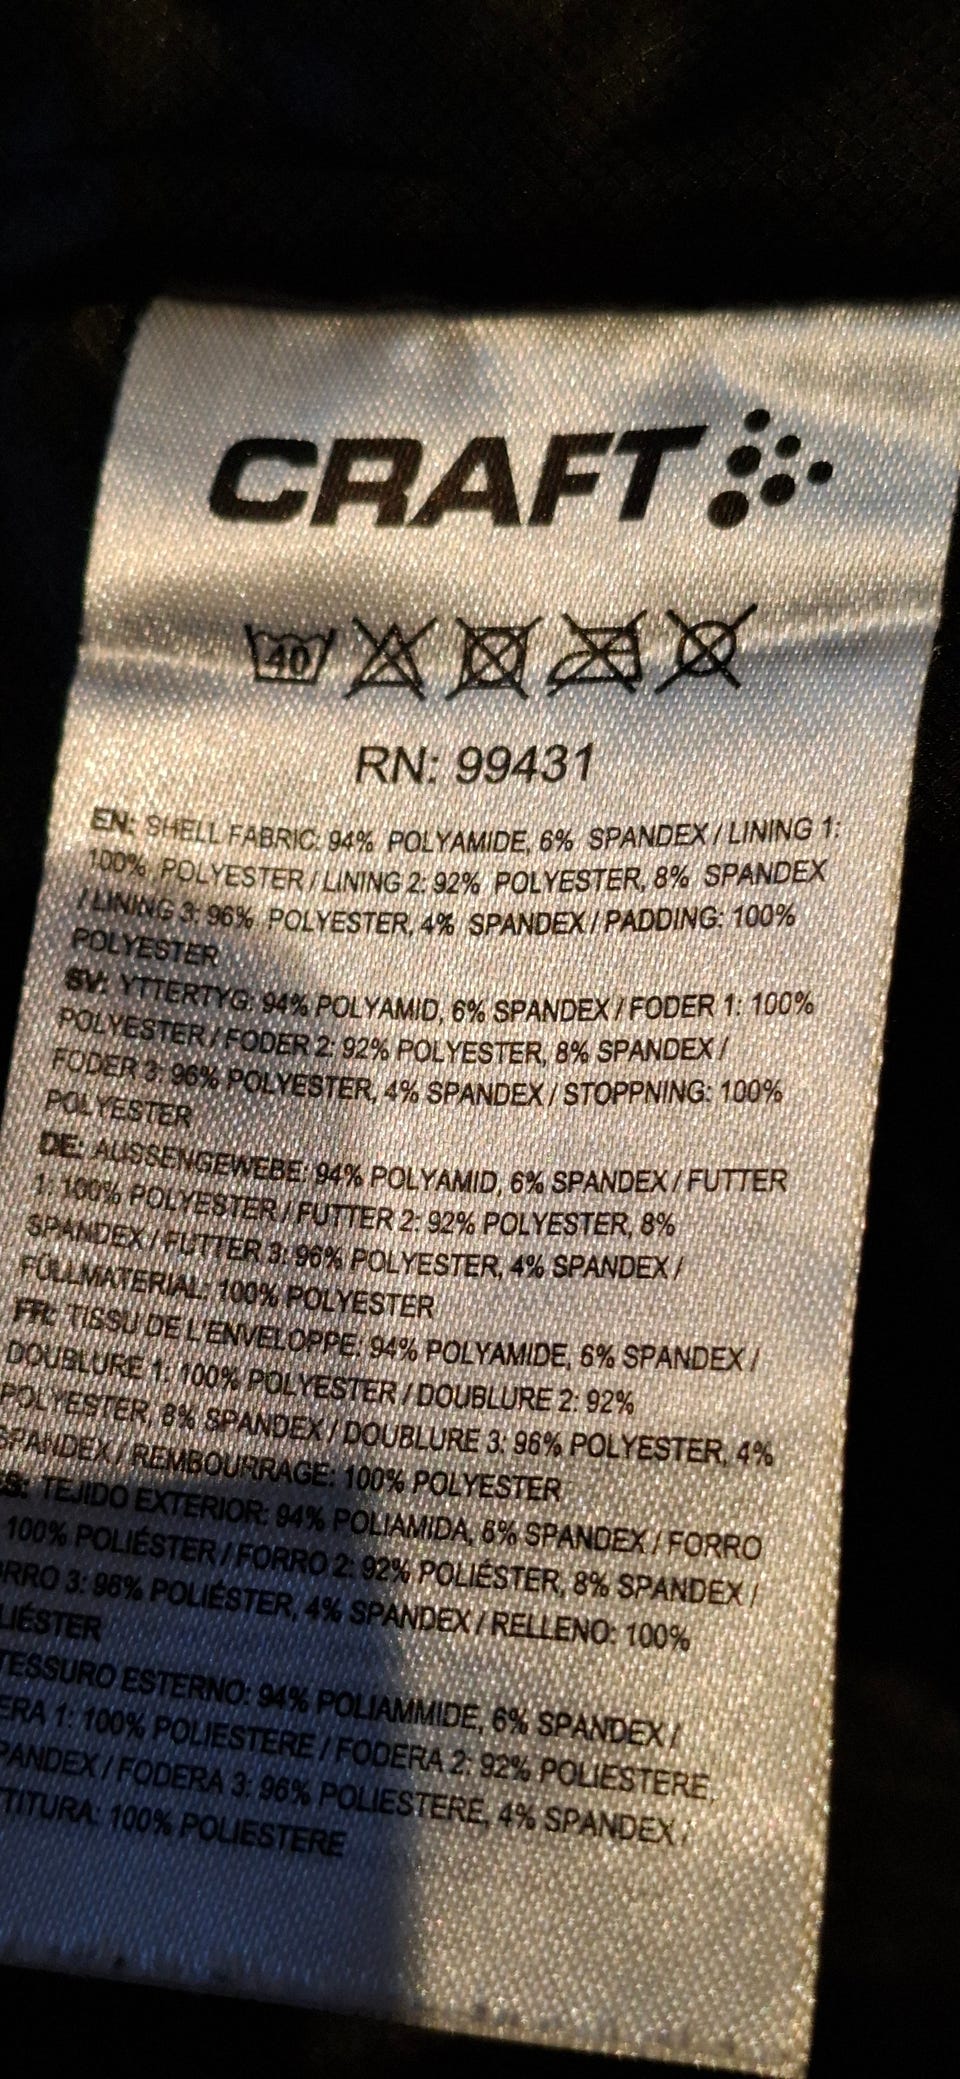 CRAFT
40
RN: 99431
EN: SHELL FABRIC: 94% POLYAMIDE, 6% SPANDEX / LINING 1:
100% POLYESTER / LINING 2: 92% POLYESTER, 8% SPANDEX
/ LINING 3: 96% POLYESTER, 4% SPANDEX / PADDING: 100%
POLYESTER
SV: YTTERTYG: 94% POLYAMID, 6% SPANDEX / FODER 1: 100%
POLYESTER / FODER 2: 92% POLYESTER, 8% SPANDEX /
FODER 3: 96% POLYESTER, 4% SPANDEX / STOPPNING: 100%
POLYESTER
DE: AUSSENGEWEBE: 94% POLYAMID, 6% SPANDEX / FUTTER
1: 100% POLYESTER / FUTTER 2: 92% POLYESTER, 8%
SPANDEX / FUTTER 3: 96% POLYESTER, 4% SPANDEX /
FÜLLMATERIAL: 100% POLYESTER
FR: TISSU DE L'ENVELOPPE: 94% POLYAMIDE, 6% SPANDEX /
DOUBLURE 1: 100% POLYESTER / DOUBLURE 2: 92%
POLYESTER, 8% SPANDEX / DOUBLURE 3: 96% POLYESTER, 4%
SPANDEX / REMBOURRAGE: 100% POLYESTER
S: TEJIDO EXTERIOR: 94% POLIAMIDA, 6% SPANDEX / FORRO
100% POLIÉSTER / FORRO 2: 92% POLIÉSTER, 8% SPANDEX /
RRO 3: 96% POLIÉSTER, 4% SPANDEX / RELLENO: 100%
LIÉSTER
TESSURO ESTERNO: 94% POLIAMMIDE, 6% SPANDEX /
ERA 1: 100% POLIESTERE / FODERA 2: 92% POLIESTERE,
PANDEX / FODERA 3: 96% POLIESTERE, 4% SPANDEX /
TITURA: 100% POLIESTERE